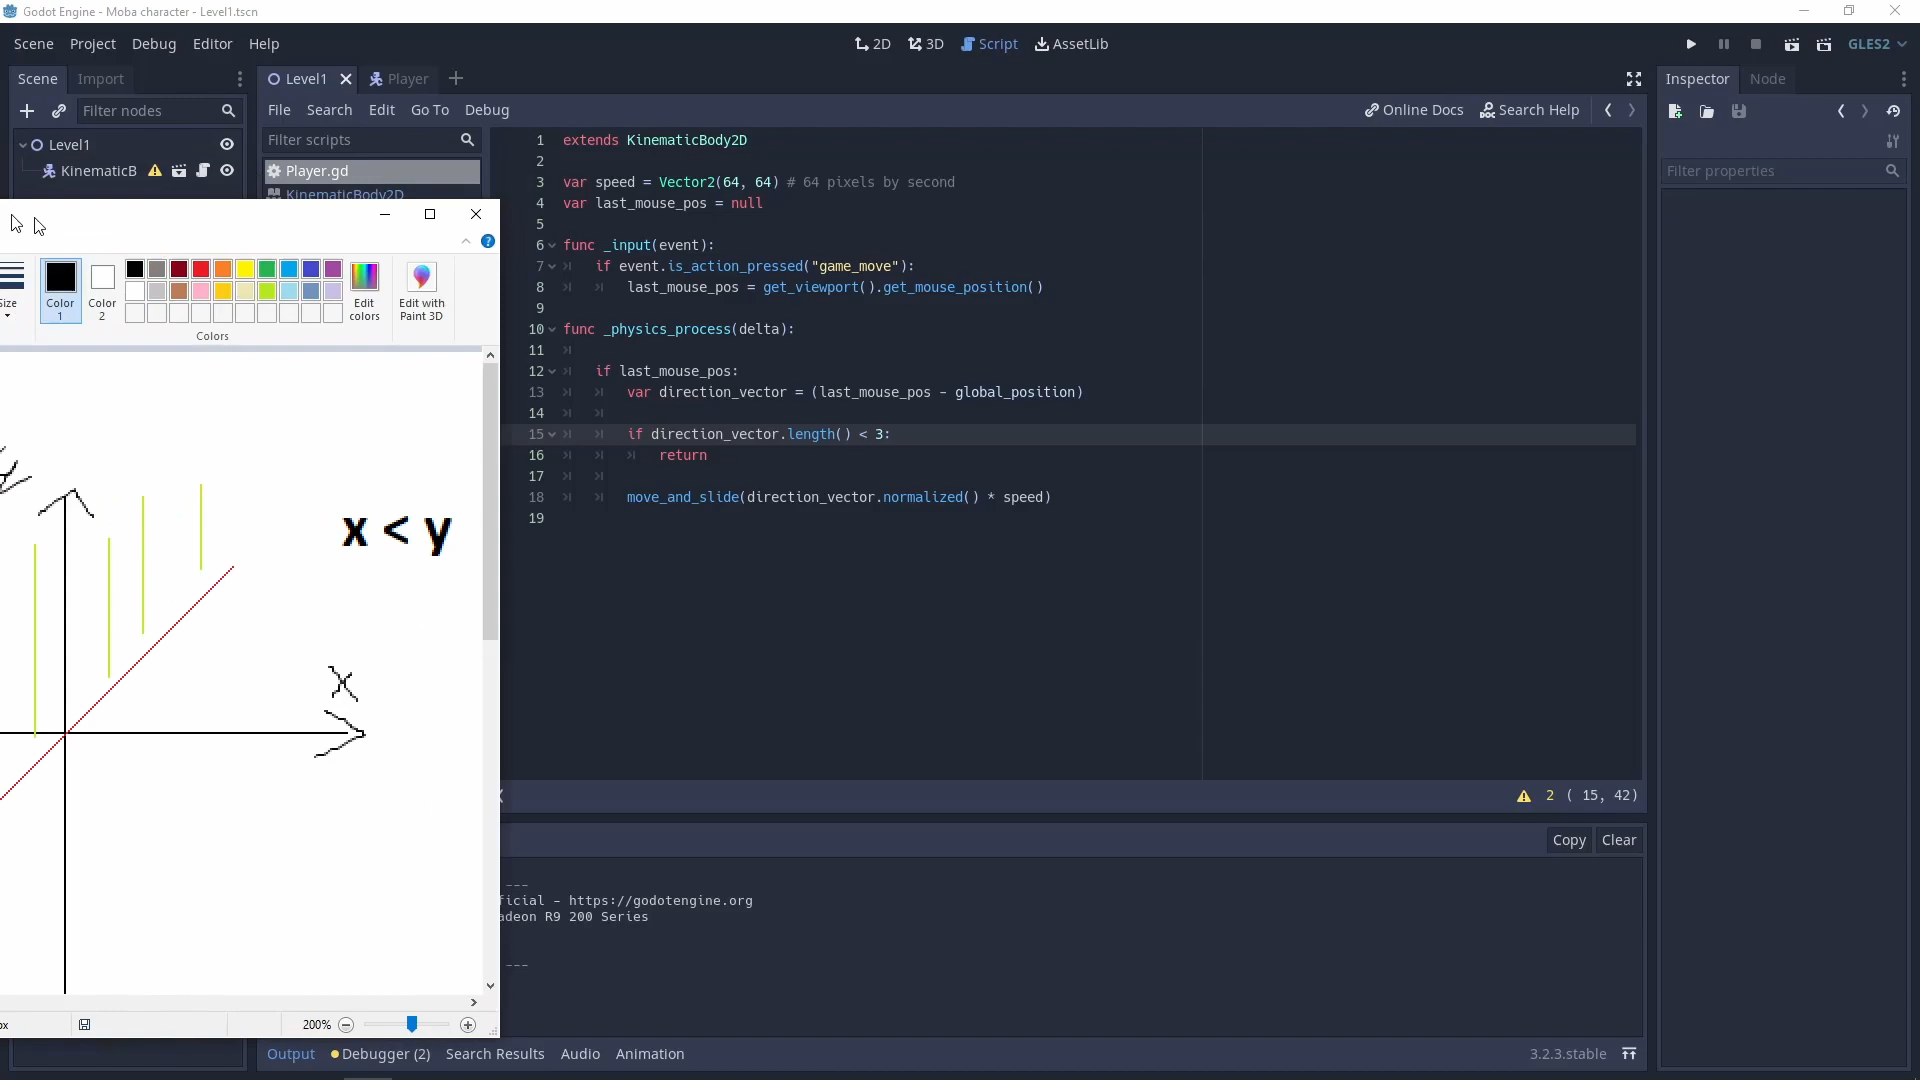 Godot Engine - Moba character - Level1.tscn
Scene Project Debug Editor Help
2D 3D Script AssetLib
GLES2
Scene Import
Level1 Player
Inspector Node
Filter nodes
File Search Edit Go To Debug
Online Docs Search Help
Level1
KinematicB
Filter scripts
Player.gd
KinematicBody2D
Filter properties
1 extends KinematicBody2D
2
3 var speed = Vector2(64, 64) # 64 pixels by second
4 var last_mouse_pos = null
5
6 func _input(event):
7 if event.is_action_pressed("game_move"):
8 last_mouse_pos = get_viewport().get_mouse_position()
9
10 func _physics_process(delta):
11
12 if last_mouse_pos:
13 var direction_vector = (last_mouse_pos - global_position)
14
15 if direction_vector.length() < 3:
16 return
17
18 move_and_slide(direction_vector.normalized() * speed)
19
Size
Color 1
Color 2
Edit colors
Edit with Paint 3D
Colors
x < y
y
x
200%
2 ( 15, 42)
Copy Clear
---
ficial - https://godotengine.org
adeon R9 200 Series
---
Output Debugger (2) Search Results Audio Animation
3.2.3.stable